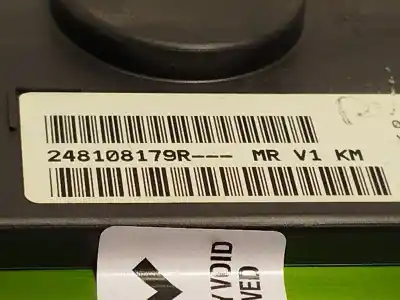 248108179R--- MR V1 KM
Y VOID
VED